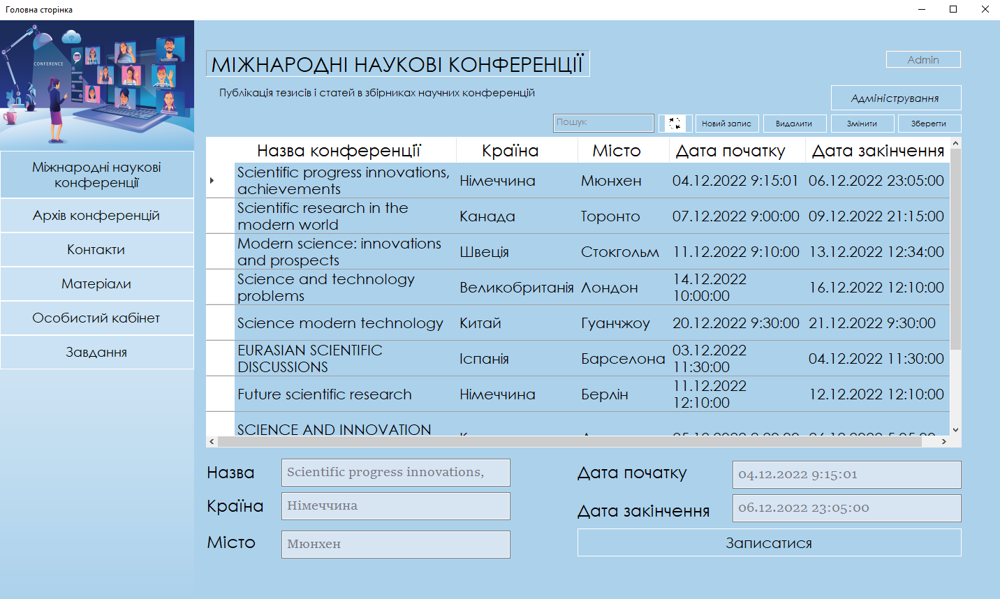 Головна сторінка
CONFERENCE
МІЖНАРОДНІ НАУКОВІ КОНФЕРЕНЦІЇ
Admin
Публікація тезисів і статей в збірниках научних конференцій
Адміністрування
Пошук
Новий запис
Видалити
Змінити
Зберегти
Міжнародні наукові
конференції
Архів конференцій
Контакти
Матеріали
Особистий кабінет
Завдання
Назва конференції Країна Місто Дата початку Дата закінчення
Scientific progress innovations,
achievements
Німеччина Мюнхен 04.12.2022 9:15:01 06.12.2022 23:05:00
Scientific research in the
modern world
Канада Торонто 07.12.2022 9:00:00 09.12.2022 21:15:00
Modern science: innovations
and prospects
Швеція Стокгольм 11.12.2022 9:10:00 13.12.2022 12:34:00
Science and technology
problems
Великобританія Лондон
14.12.2022
10:00:00
16.12.2022 12:10:00
Science modern technology Китай Гуанчжоу 20.12.2022 9:30:00 21.12.2022 9:30:00
EURASIAN SCIENTIFIC
DISCUSSIONS
Іспанія Барселона
03.12.2022
11:30:00
04.12.2022 11:30:00
Future scientific research Німеччина Берлін
11.12.2022
12:10:00
12.12.2022 12:10:00
SCIENCE AND INNOVATION
Назва Scientific progress innovations,
Країна Німеччина
Місто Мюнхен
Дата початку 04.12.2022 9:15:01
Дата закінчення 06.12.2022 23:05:00
Записатися